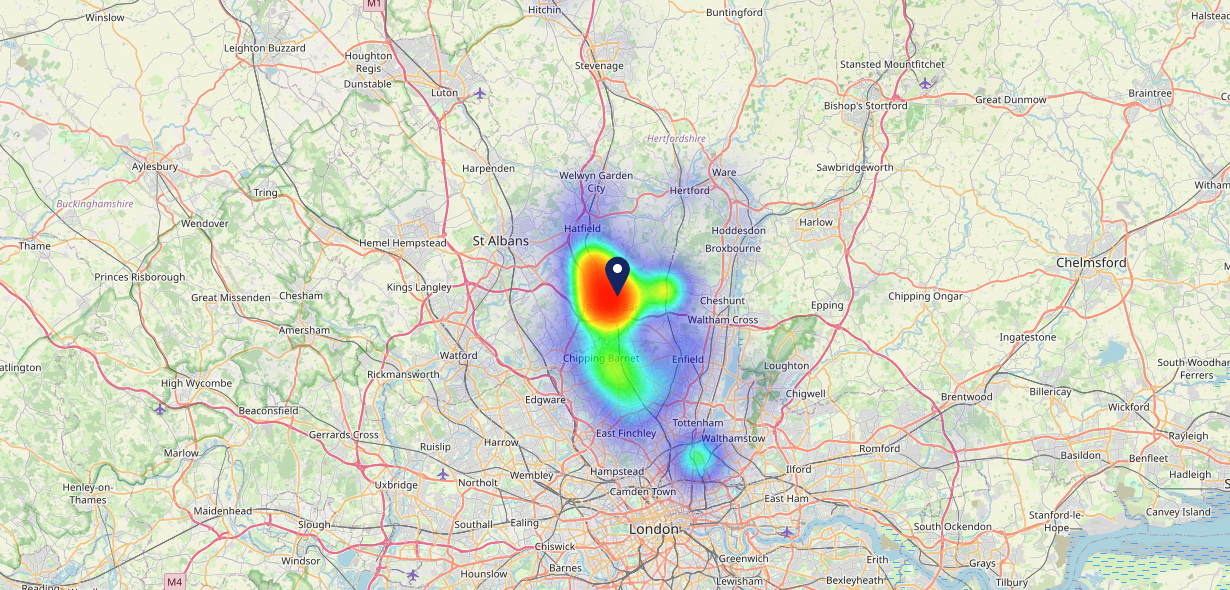 M1
Hitchin
Buntingford
Winslow
Halstead
Leighton Buzzard
Houghton
Regis
Stevenage
Stansted Mountfitchet
Dunstable
Luton
Braintree
Great Dunmow
Bishop's Stortford
Hertfordshire
Aylesbury
Harpenden
Sawbridgeworth
Ware
Welwyn Garden
City
Hertford
Witham
Tring
Buckinghamshire
Wendover
Harlow
Hatfield
Hoddesdon
Hemel Hempstead
St Albans
Broxbourne
Thame
Chelmsford
Princes Risborough
Kings Langley
Great Missenden
Chesham
Cheshunt
Epping
Chipping Ongar
Waltham Cross
Amersham
Ingatestone
Watford
Chipping Barnet
Enfield
South Woodham
Ferrers
Loughton
Rickmansworth
High Wycombe
Edgware
Chigwell
Billericay
Brentwood
Beaconsfield
Wickford
Tottenham
Gerrards Cross
East Finchley
Walthamstow
Rayleigh
Ruislip
Harrow
Romford
Marlow
Basildon
Benfleet
Hampstead
Ilford
Wembley
Hadleigh
Northolt
Uxbridge
Henley-on-
Thames
Camden Town
East Ham
Maidenhead
Canvey Island
Slough
Southall
Ealing
London
South Ockendon
Stanford-le-
Hope
Chiswick
Greenwich
Erith
Windsor
Barnes
Hounslow
M4
Lewisham
Bexleyheath
Tilbury
Reading